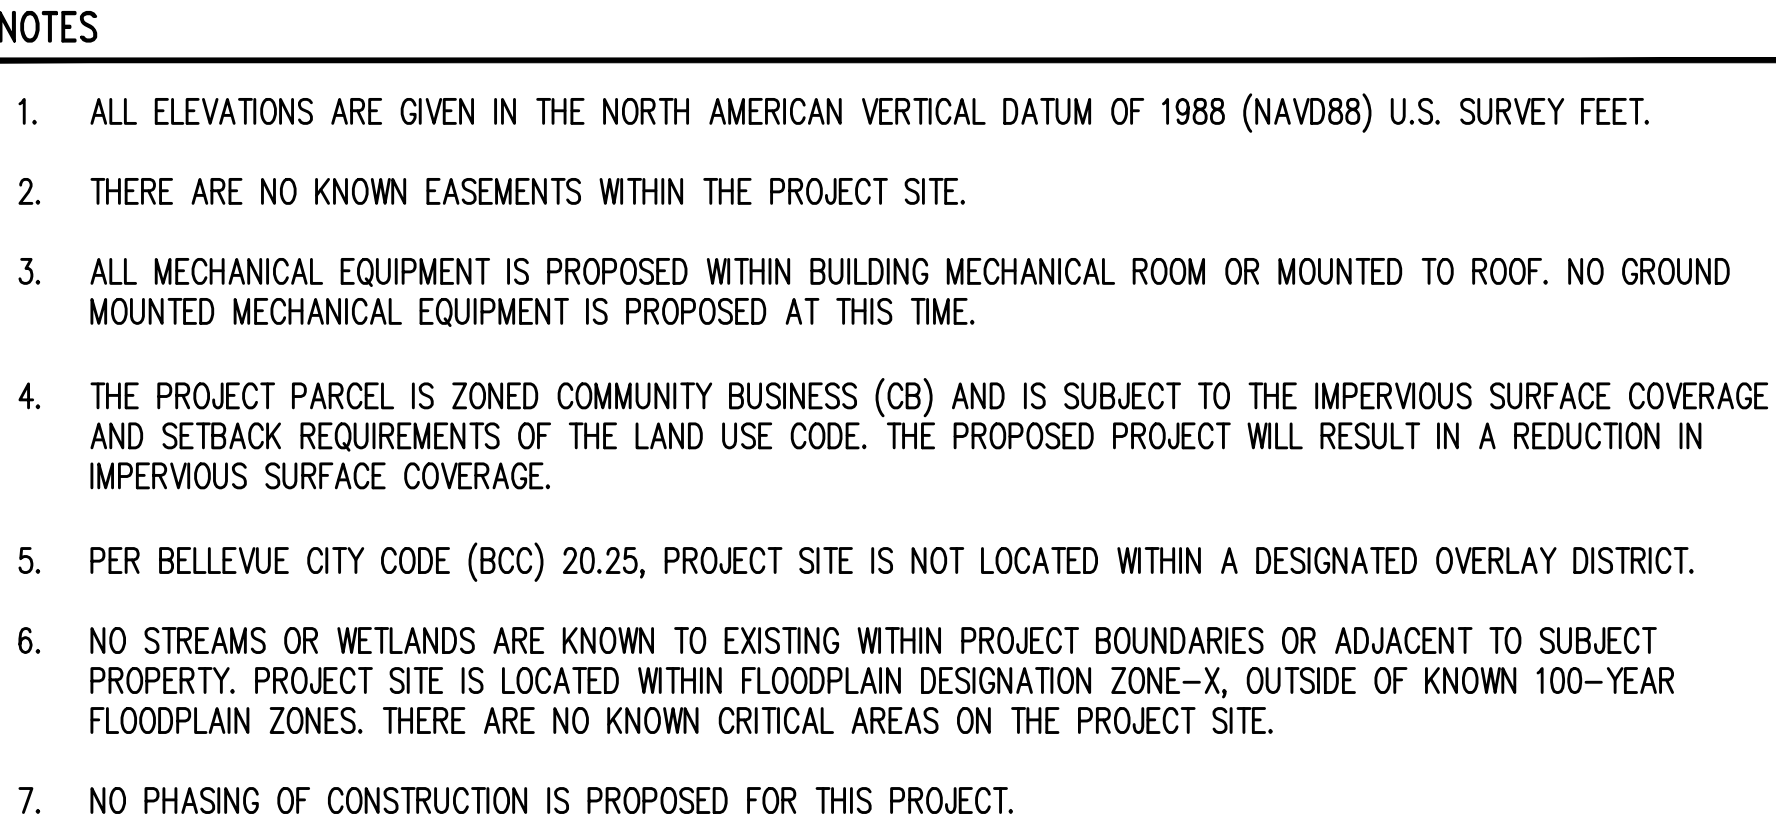 NOTES
1. ALL ELEVATIONS ARE GIVEN IN THE NORTH AMERICAN VERTICAL DATUM OF 1988 (NAVD88) U.S. SURVEY FEET.
2. THERE ARE NO KNOWN EASEMENTS WITHIN THE PROJECT SITE.
3. ALL MECHANICAL EQUIPMENT IS PROPOSED WITHIN BUILDING MECHANICAL ROOM OR MOUNTED TO ROOF. NO GROUND
MOUNTED MECHANICAL EQUIPMENT IS PROPOSED AT THIS TIME.
4. THE PROJECT PARCEL IS ZONED COMMUNITY BUSINESS (CB) AND IS SUBJECT TO THE IMPERVIOUS SURFACE COVERAGE
AND SETBACK REQUIREMENTS OF THE LAND USE CODE. THE PROPOSED PROJECT WILL RESULT IN A REDUCTION IN
IMPERVIOUS SURFACE COVERAGE.
5. PER BELLEVUE CITY CODE (BCC) 20.25, PROJECT SITE IS NOT LOCATED WITHIN A DESIGNATED OVERLAY DISTRICT.
6. NO STREAMS OR WETLANDS ARE KNOWN TO EXISTING WITHIN PROJECT BOUNDARIES OR ADJACENT TO SUBJECT
PROPERTY. PROJECT SITE IS LOCATED WITHIN FLOODPLAIN DESIGNATION ZONE-X, OUTSIDE OF KNOWN 100-YEAR
FLOODPLAIN ZONES. THERE ARE NO KNOWN CRITICAL AREAS ON THE PROJECT SITE.
7. NO PHASING OF CONSTRUCTION IS PROPOSED FOR THIS PROJECT.